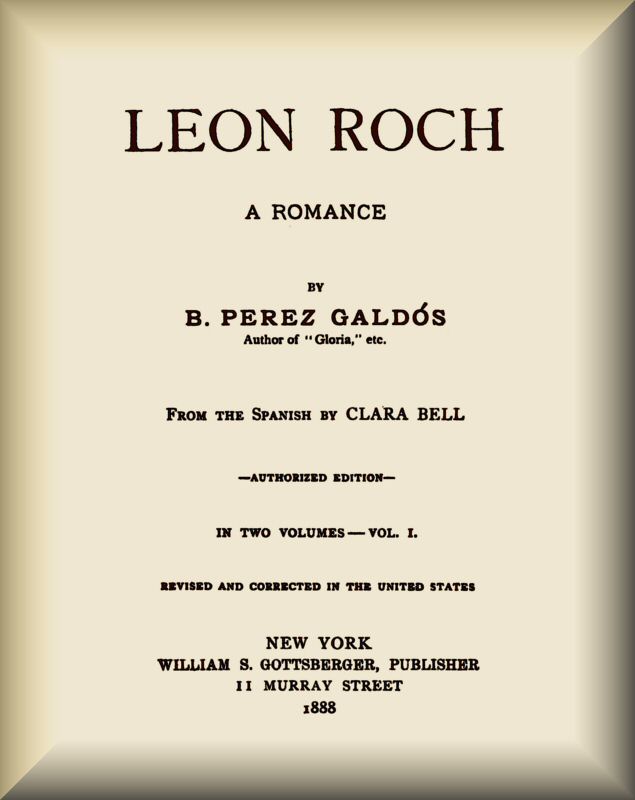 LEON ROCH
A ROMANCE
BY
B. PEREZ GALDÓS
Author of "Gloria," etc.
FROM THE SPANISH BY CLARA BELL
—AUTHORIZED EDITION—
IN TWO VOLUMES—VOL. I.
REVISED AND CORRECTED IN THE UNITED STATES
NEW YORK
WILLIAM S. GOTTSBERGER, PUBLISHER
11 MURRAY STREET
1888